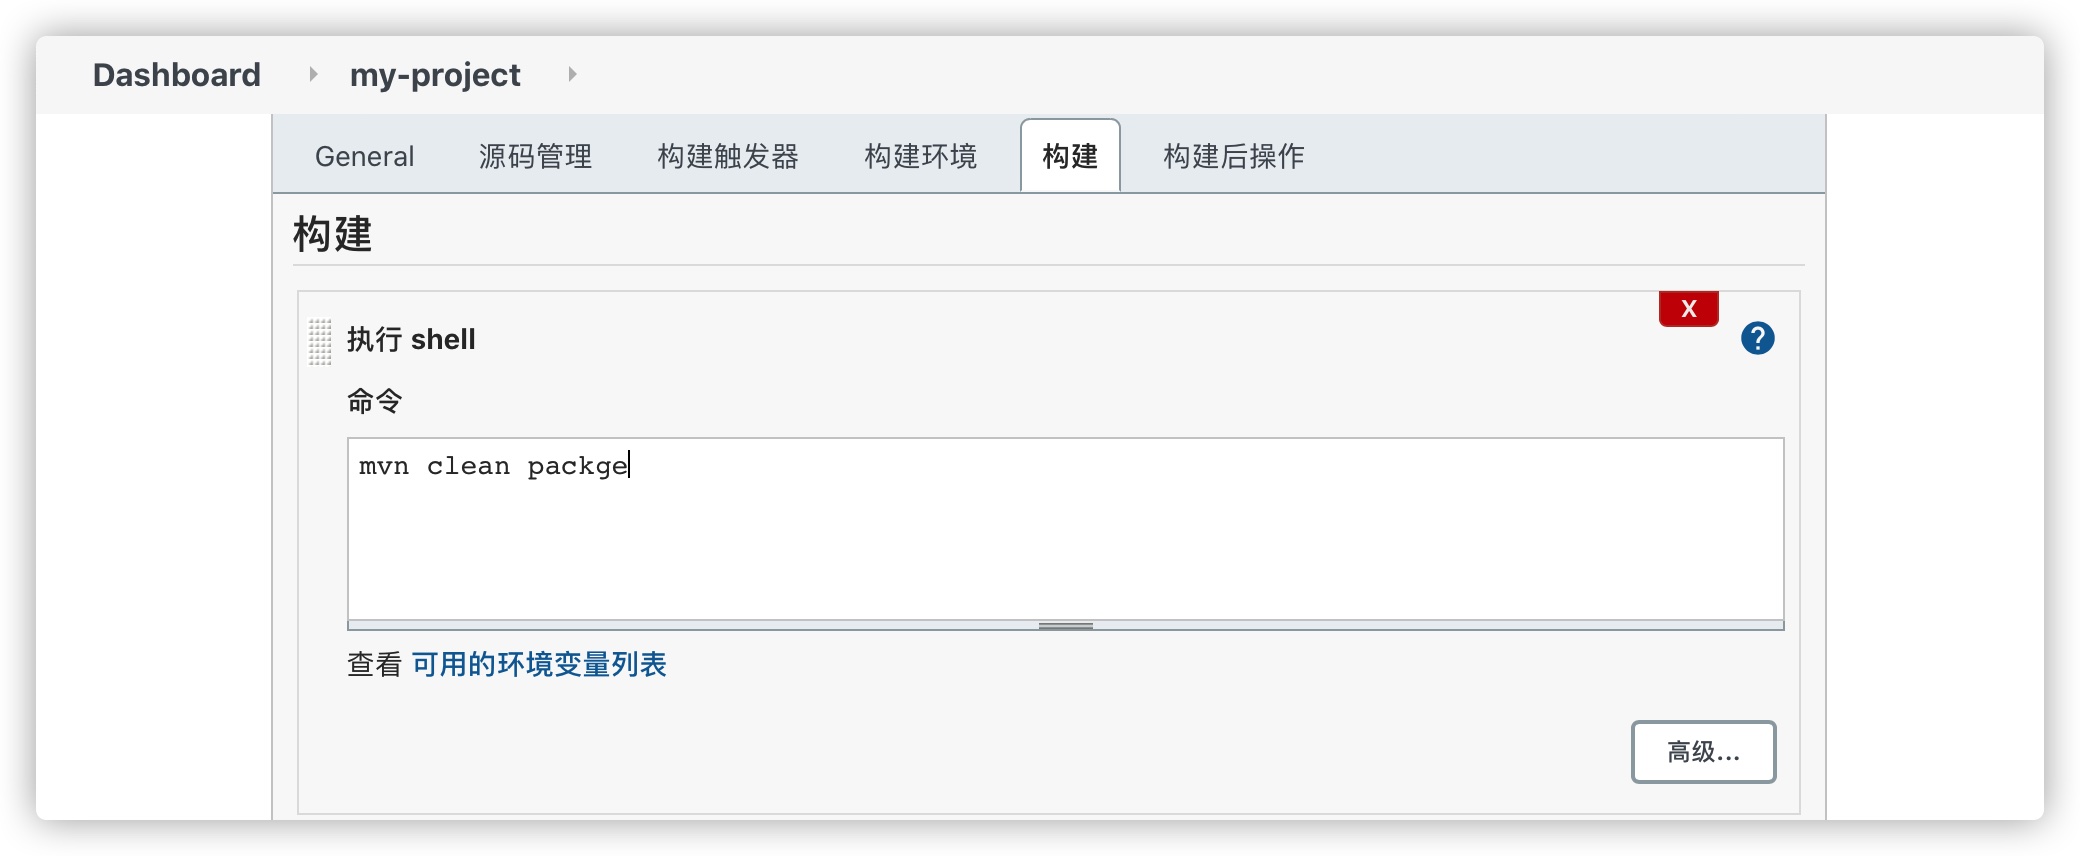 Dashboard my-project
General 源码管理 构建触发器 构建环境 构建 构建后操作
构建
X
执行 shell
?
命令
mvn clean packge
查看 可用的环境变量列表
高级...